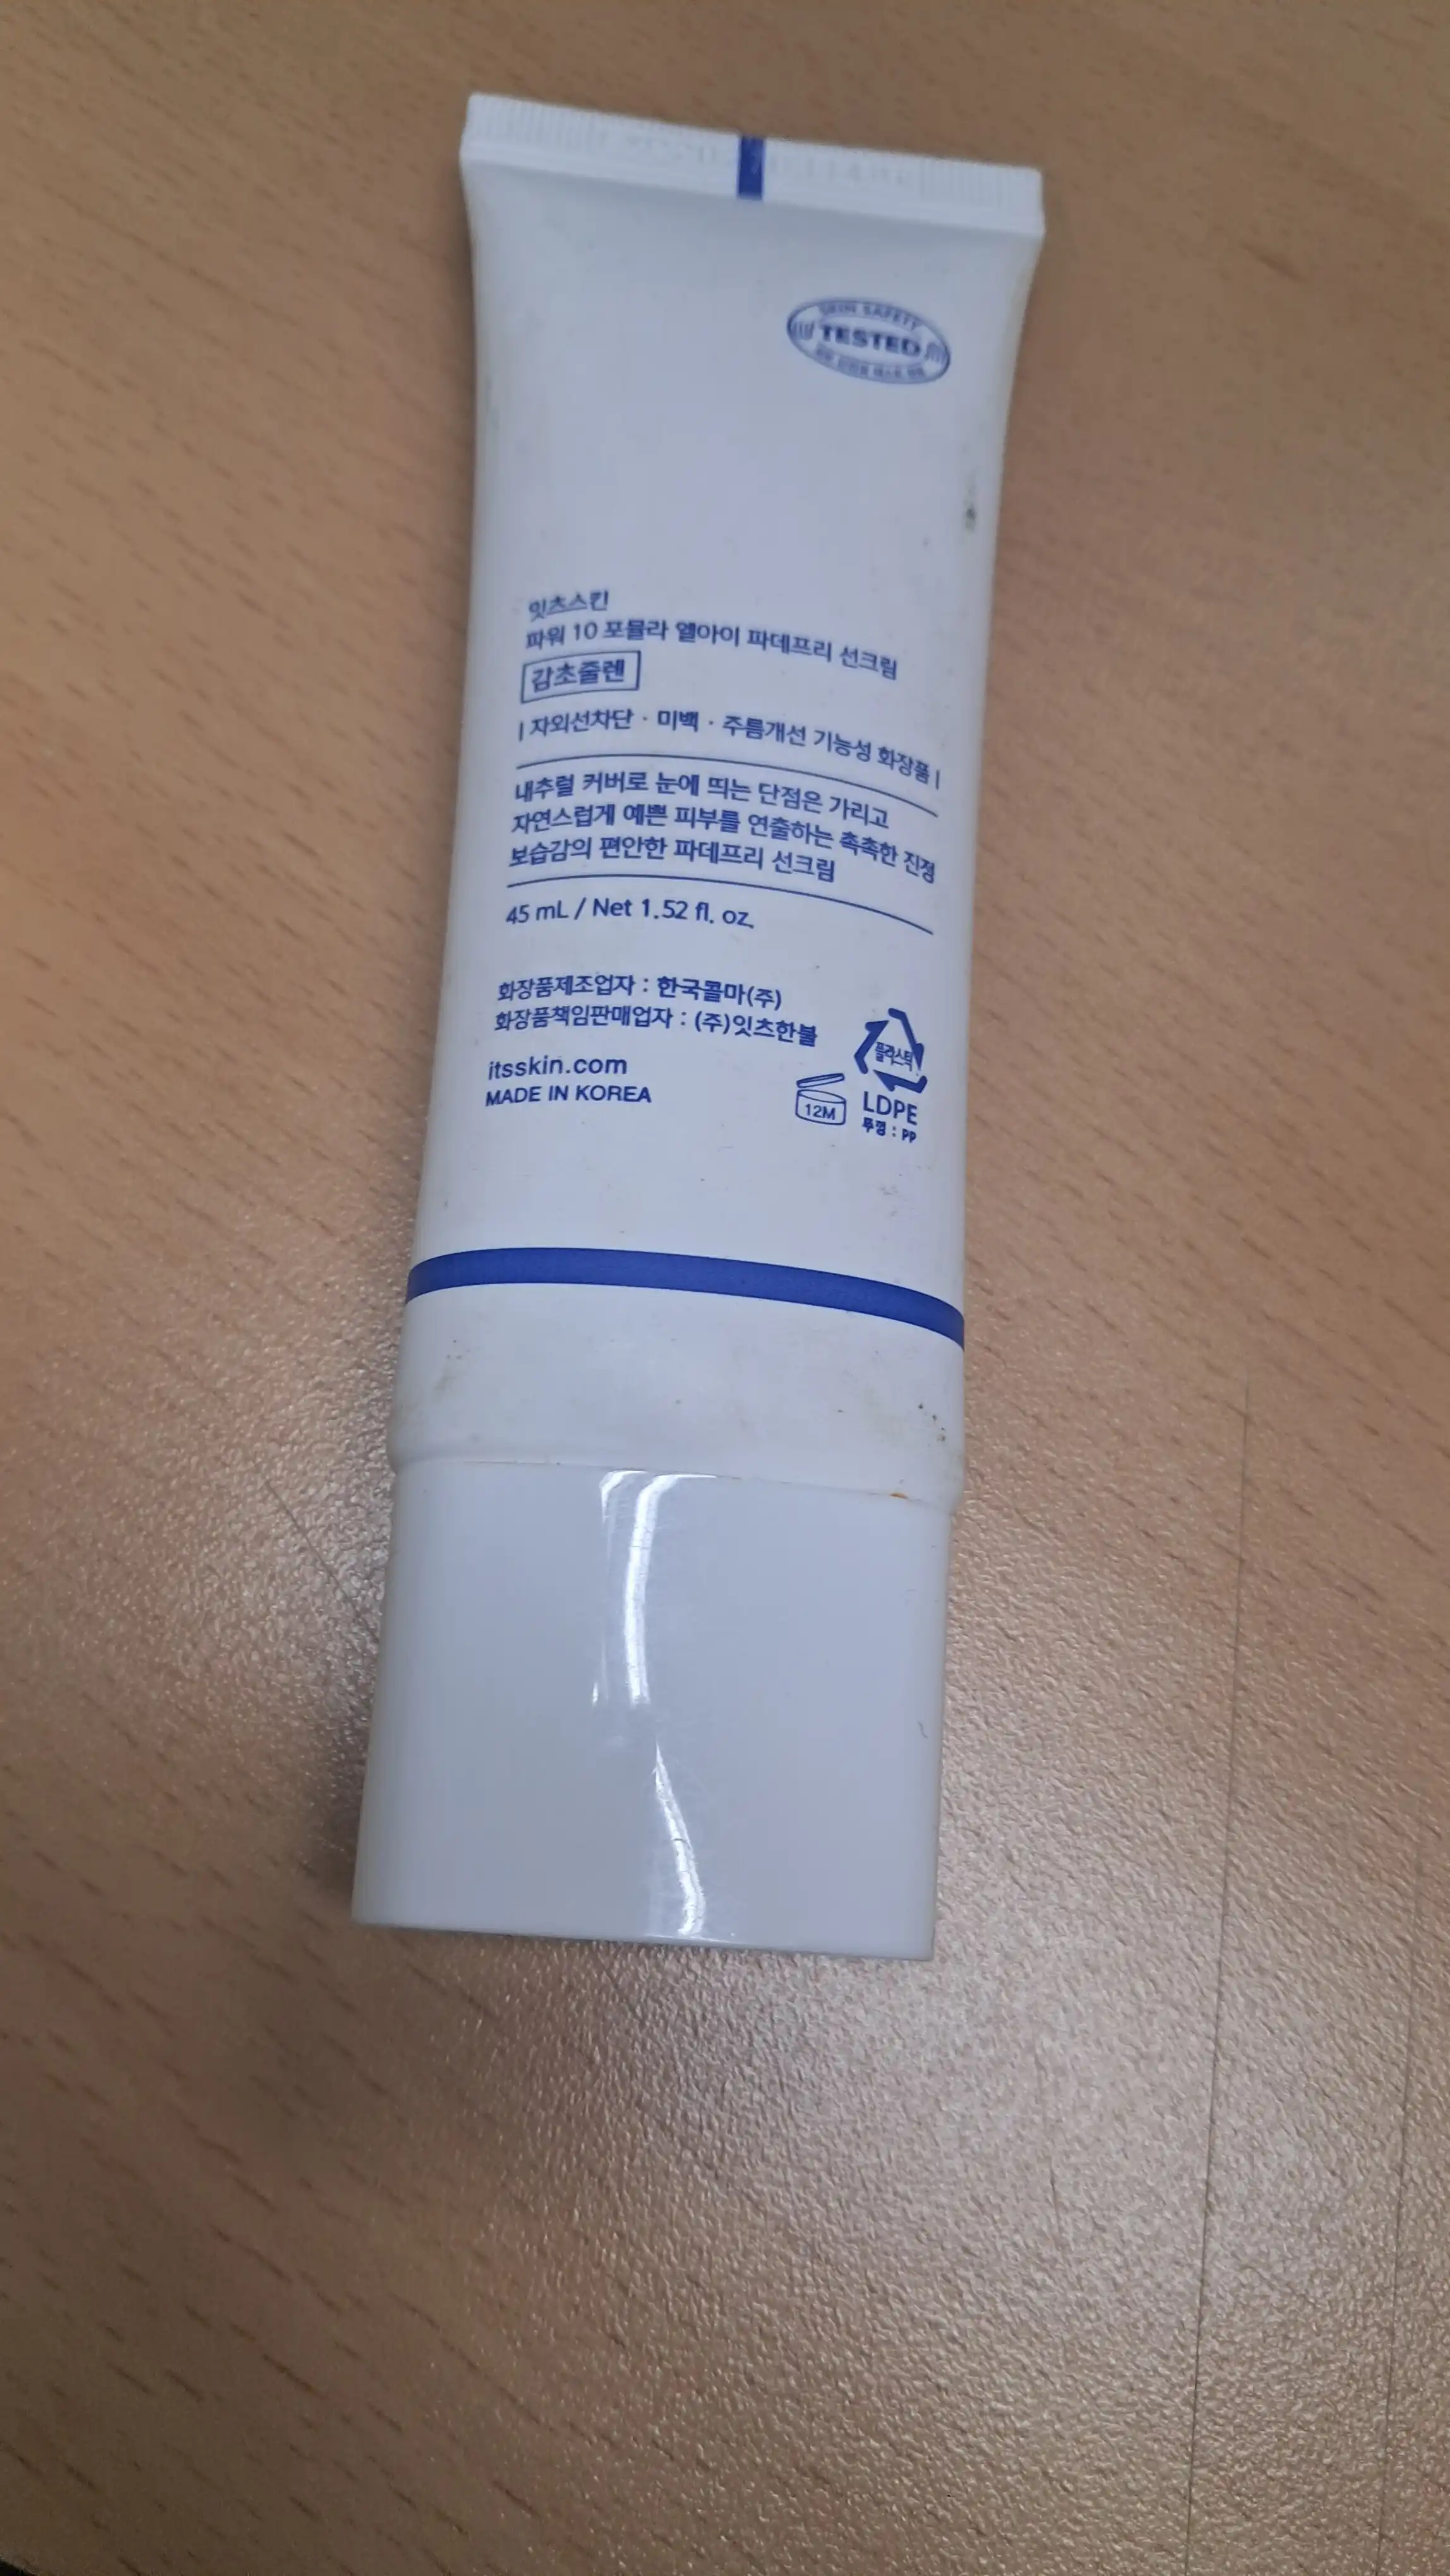 SKIN SAFETY
TESTED
잇츠스킨
파워 10 포뮬라 엘아이 파데프리 선크림
감초줄렌
| 자외선차단 · 미백 · 주름개선 기능성 화장품 |
내추럴 커버로 눈에 띄는 단점은 가리고
자연스럽게 예쁜 피부를 연출하는 촉촉한 진정
보습감의 편안한 파데프리 선크림
45 mL / Net 1.52 fl. oz.
화장품제조업자 : 한국콜마(주)
화장품책임판매업자 : (주)잇츠한불
itsskin.com
MADE IN KOREA
플라스틱
12M
LDPE
뚜껑 : PP